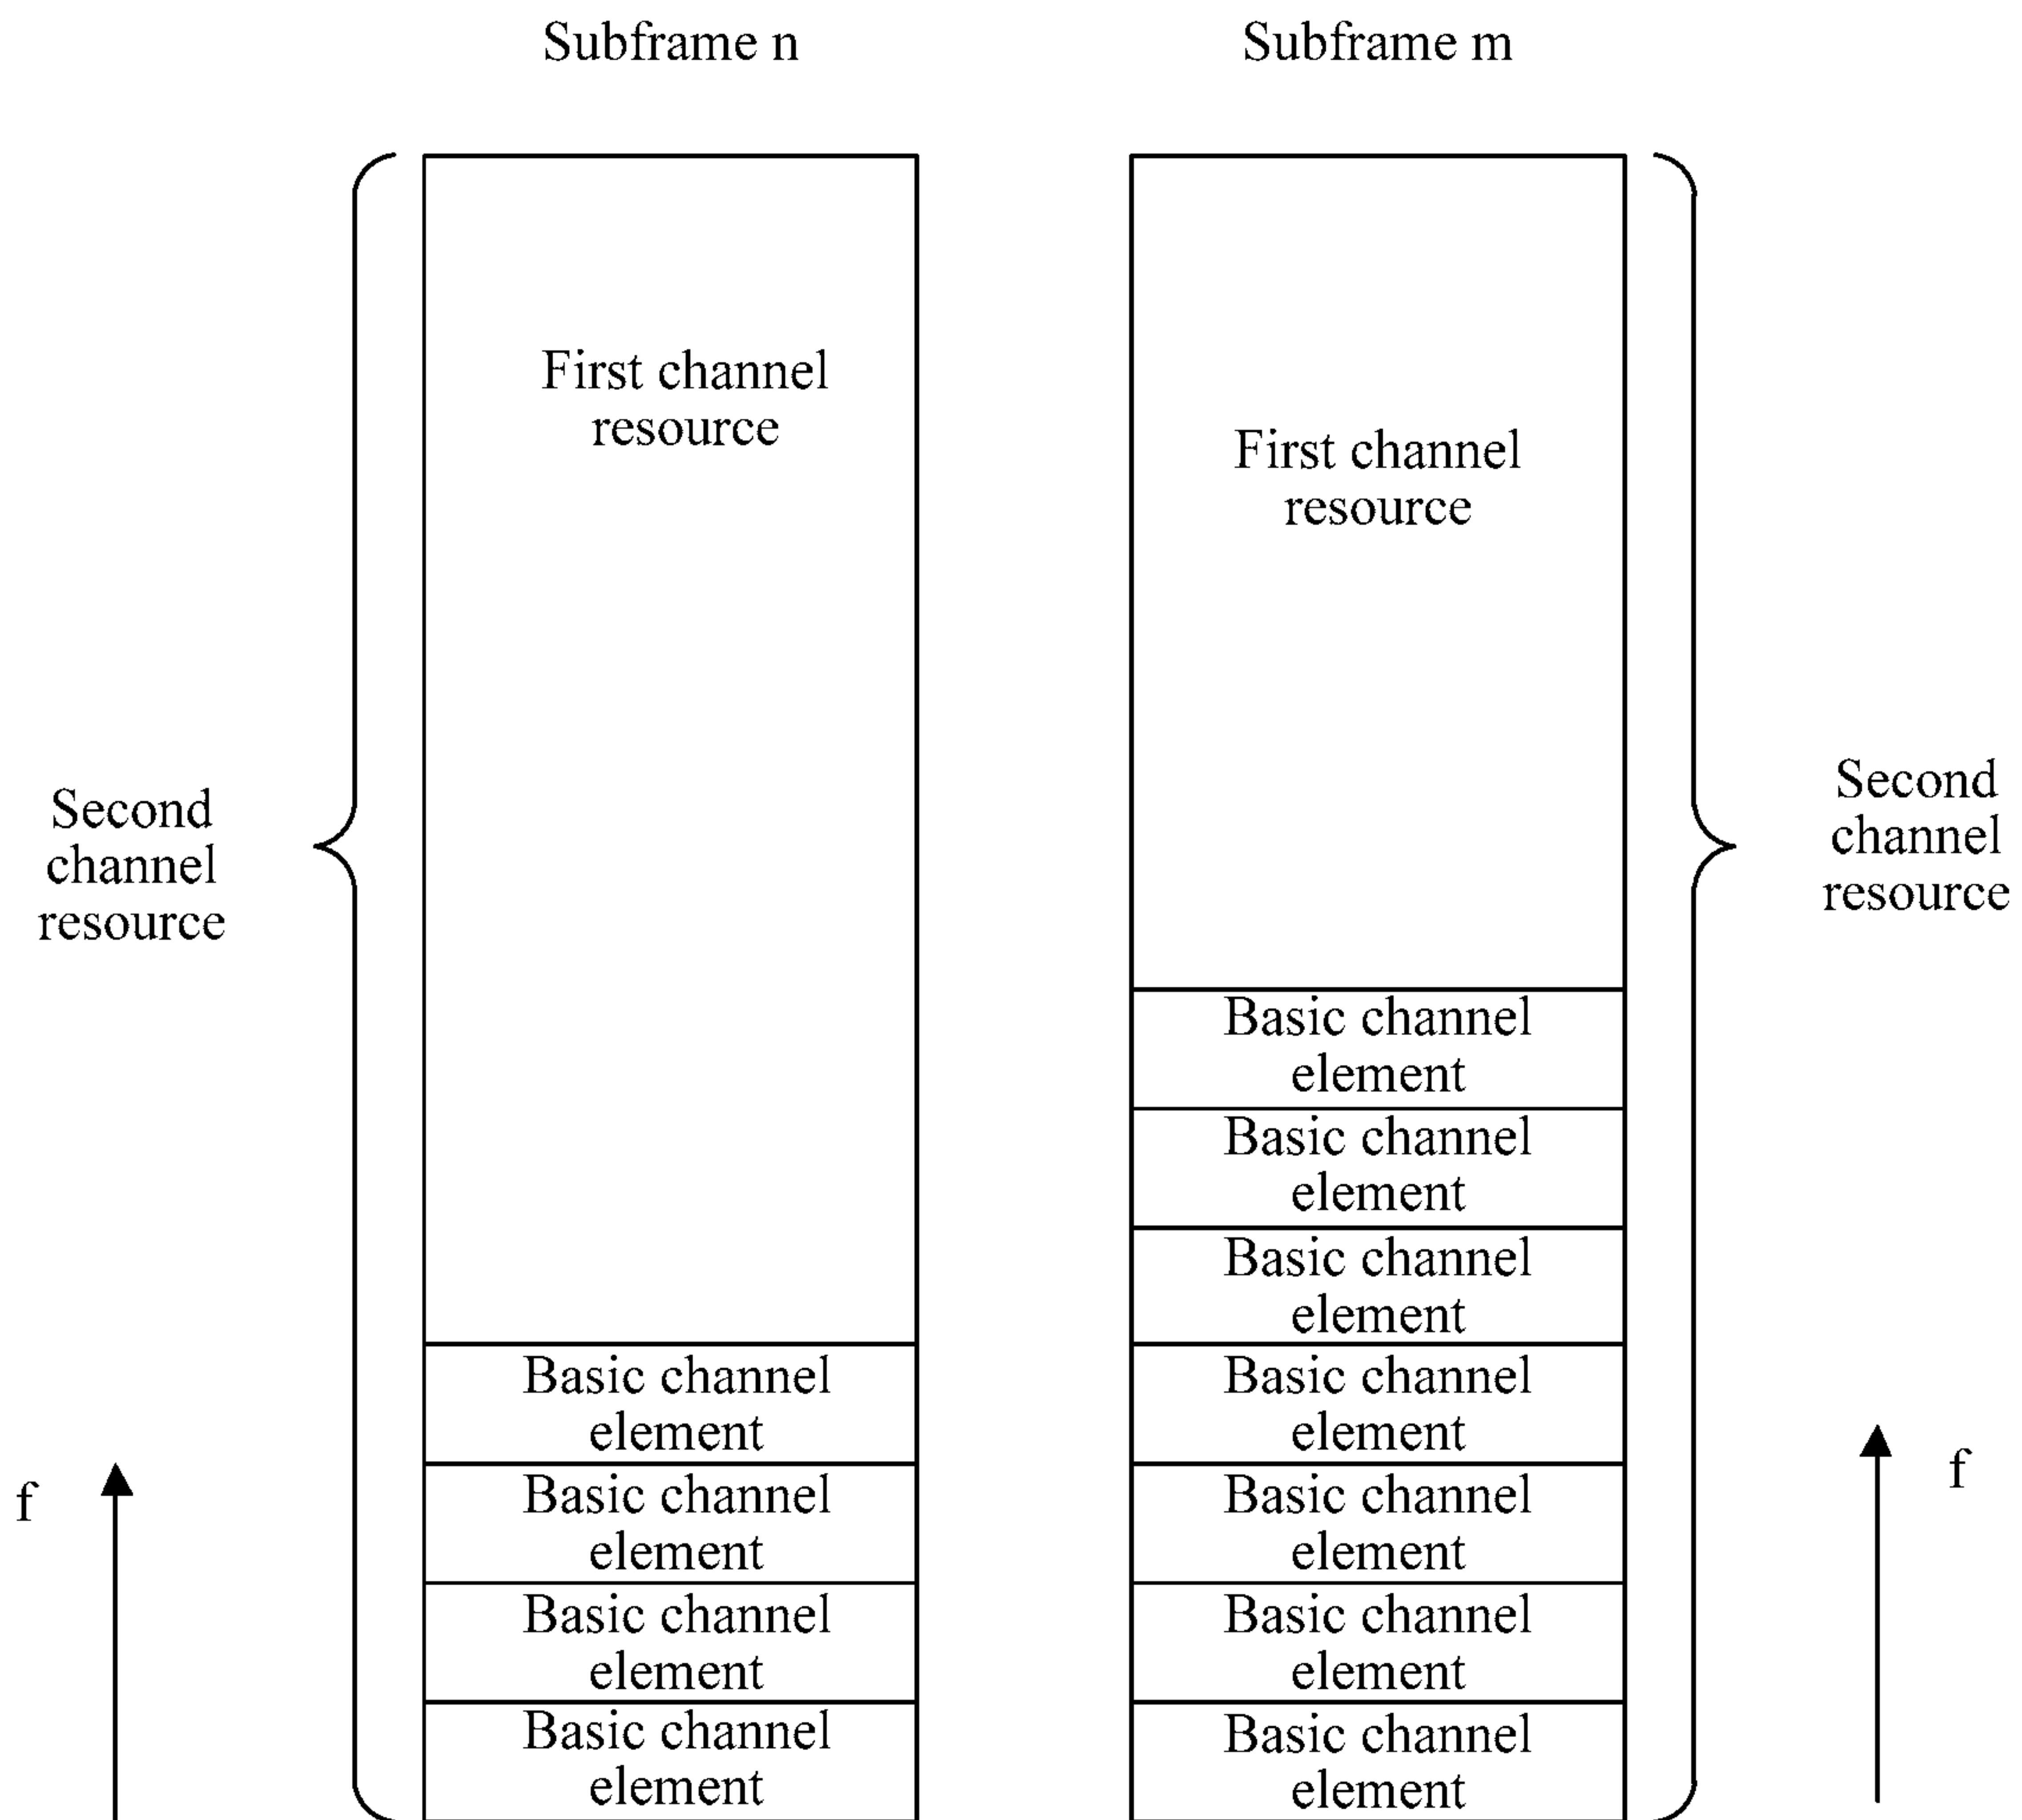 Subframe n
Subframe m
First channel
resource
First channel
resource
Second
channel
resource
Second
channel
resource
Basic channel
element
Basic channel
element
Basic channel
element
Basic channel
element
Basic channel
element
Basic channel
element
Basic channel
element
Basic channel
element
Basic channel
element
Basic channel
element
Basic channel
element
f
f